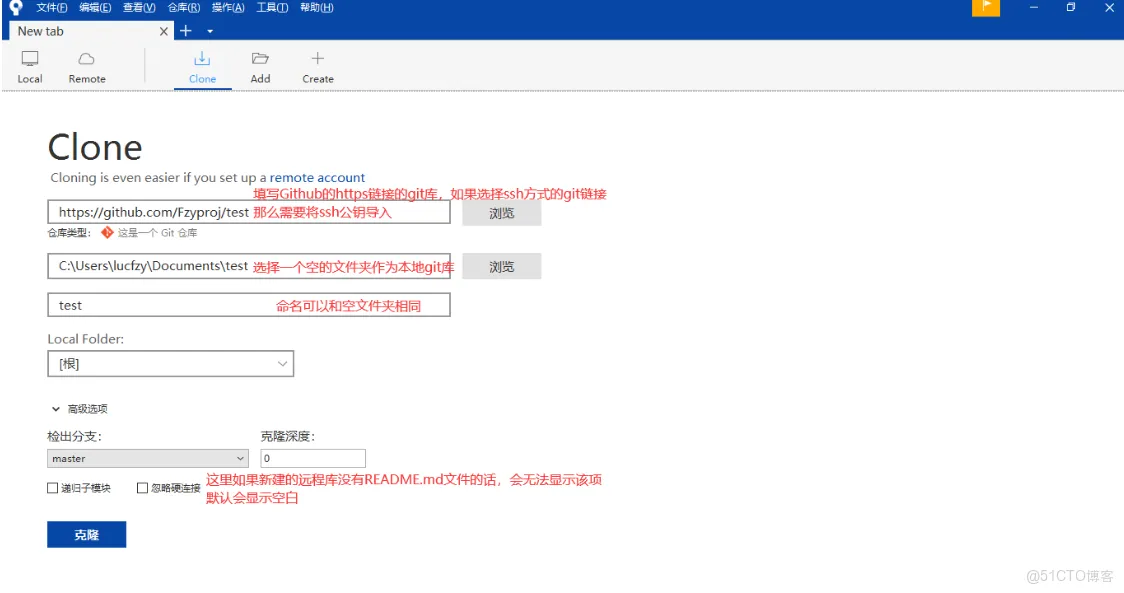 文件(F) 编辑(E) 查看(V) 仓库(R) 操作(A) 工具(T) 帮助(H)
New tab
Local Remote Clone Add Create
Clone
Cloning is even easier if you set up a remote account
填写Github的https链接的git库，如果选择ssh方式的git链接
https://github.com/Fzyproj/test 那么需要将ssh公钥导入 浏览
仓库类型： 这是一个 Git 仓库
C:\Users\lucfzy\Documents\test 选择一个空的文件夹作为本地git库 浏览
test 命名可以和空文件夹相同
Local Folder:
[根]
高级选项
检出分支： 克隆深度：
master 0
这里如果新建的远程库没有README.md文件的话，会无法显示该项
递归子模块 忽略硬连接
默认会显示空白
克隆
@51CTO博客